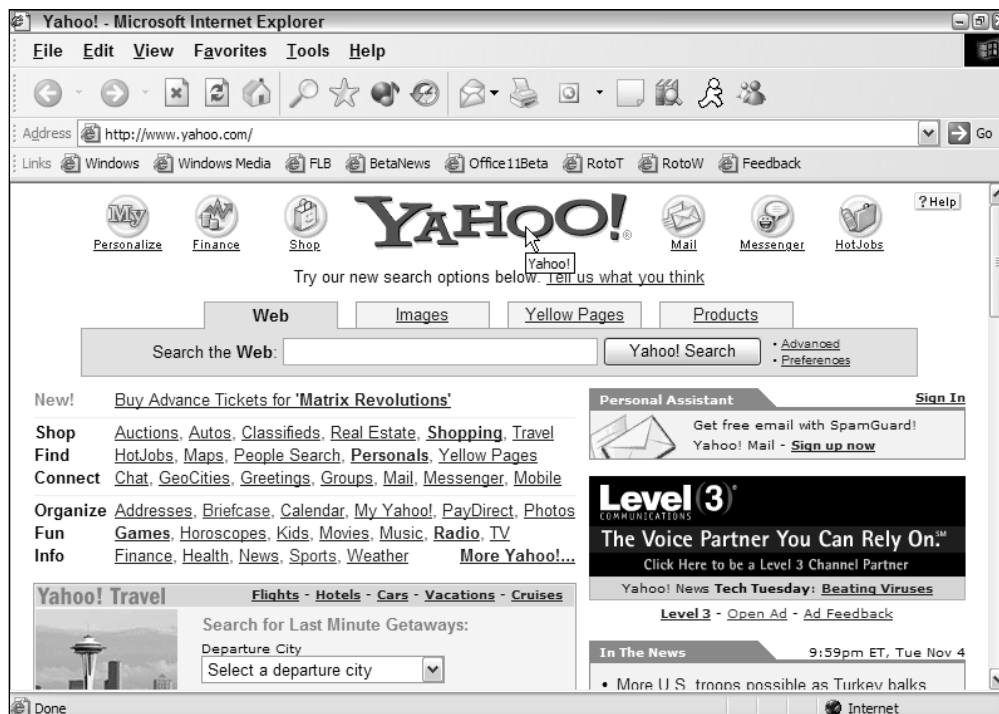 Yahoo! - Microsoft Internet Explorer
File Edit View Favorites Tools Help
Address http://www.yahoo.com/ Go
Links Windows Windows Media FLB BetaNews Office11Beta RotoT RotoW Feedback
My
YAHOO!®
? Help
Personalize Finance Shop Mail Messenger HotJobs
Yahoo!
Try our new search options below. Tell us what you think
Web Images Yellow Pages Products
Search the Web: Yahoo! Search
· Advanced
· Preferences
New! Buy Advance Tickets for 'Matrix Revolutions'
Shop Auctions, Autos, Classifieds, Real Estate, Shopping, Travel
Find HotJobs, Maps, People Search, Personals, Yellow Pages
Connect Chat, GeoCities, Greetings, Groups, Mail, Messenger, Mobile
Organize Addresses, Briefcase, Calendar, My Yahoo!, PayDirect, Photos
Fun Games, Horoscopes, Kids, Movies, Music, Radio, TV
Info Finance, Health, News, Sports, Weather More Yahoo!...
Yahoo! Travel Flights - Hotels - Cars - Vacations - Cruises
Search for Last Minute Getaways:
Departure City
Select a departure city
Personal Assistant Sign In
Get free email with SpamGuard!
Yahoo! Mail - Sign up now
Level(3)®
COMMUNICATIONS
The Voice Partner You Can Rely On.℠
Click Here to be a Level 3 Channel Partner
Yahoo! News Tech Tuesday: Beating Viruses
Level 3 - Open Ad - Ad Feedback
In The News 9:59pm ET, Tue Nov 4
• More U.S. troops possible as Turkey balks
Done Internet